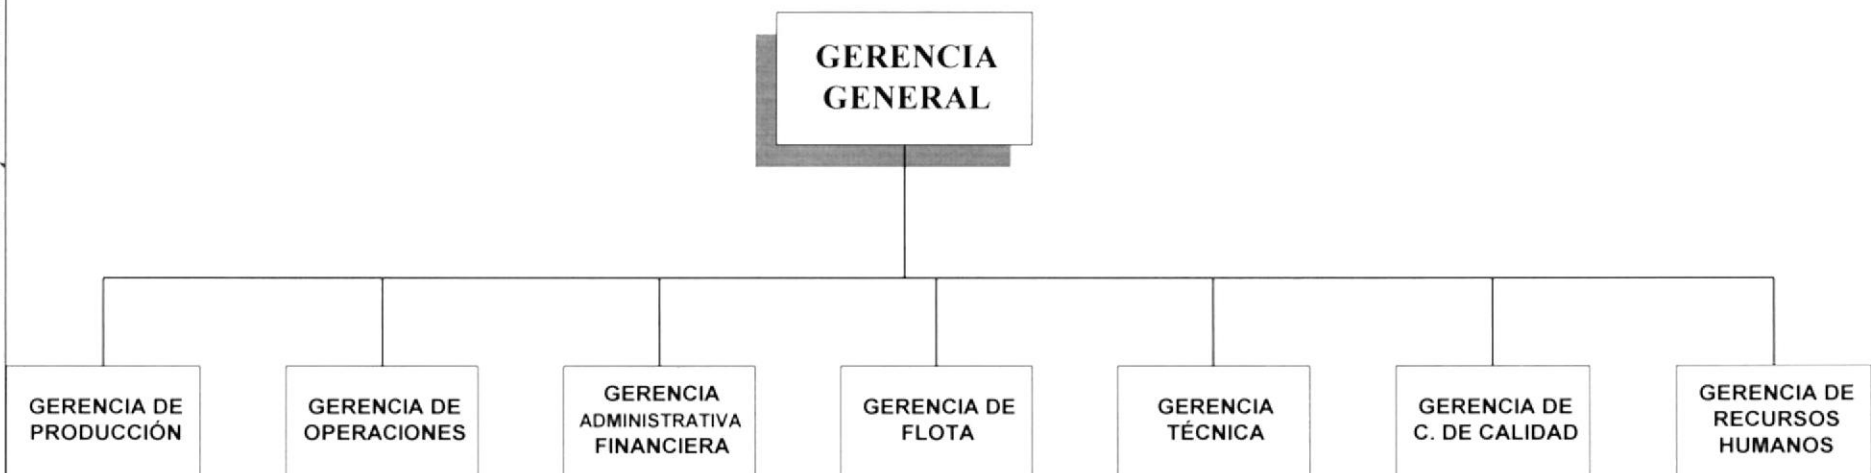 GERENCIA
GENERAL
GERENCIA DE
PRODUCCIÓN
GERENCIA DE
OPERACIONES
GERENCIA
ADMINISTRATIVA
FINANCIERA
GERENCIA DE
FLOTA
GERENCIA
TÉCNICA
GERENCIA DE
C. DE CALIDAD
GERENCIA DE
RECURSOS
HUMANOS